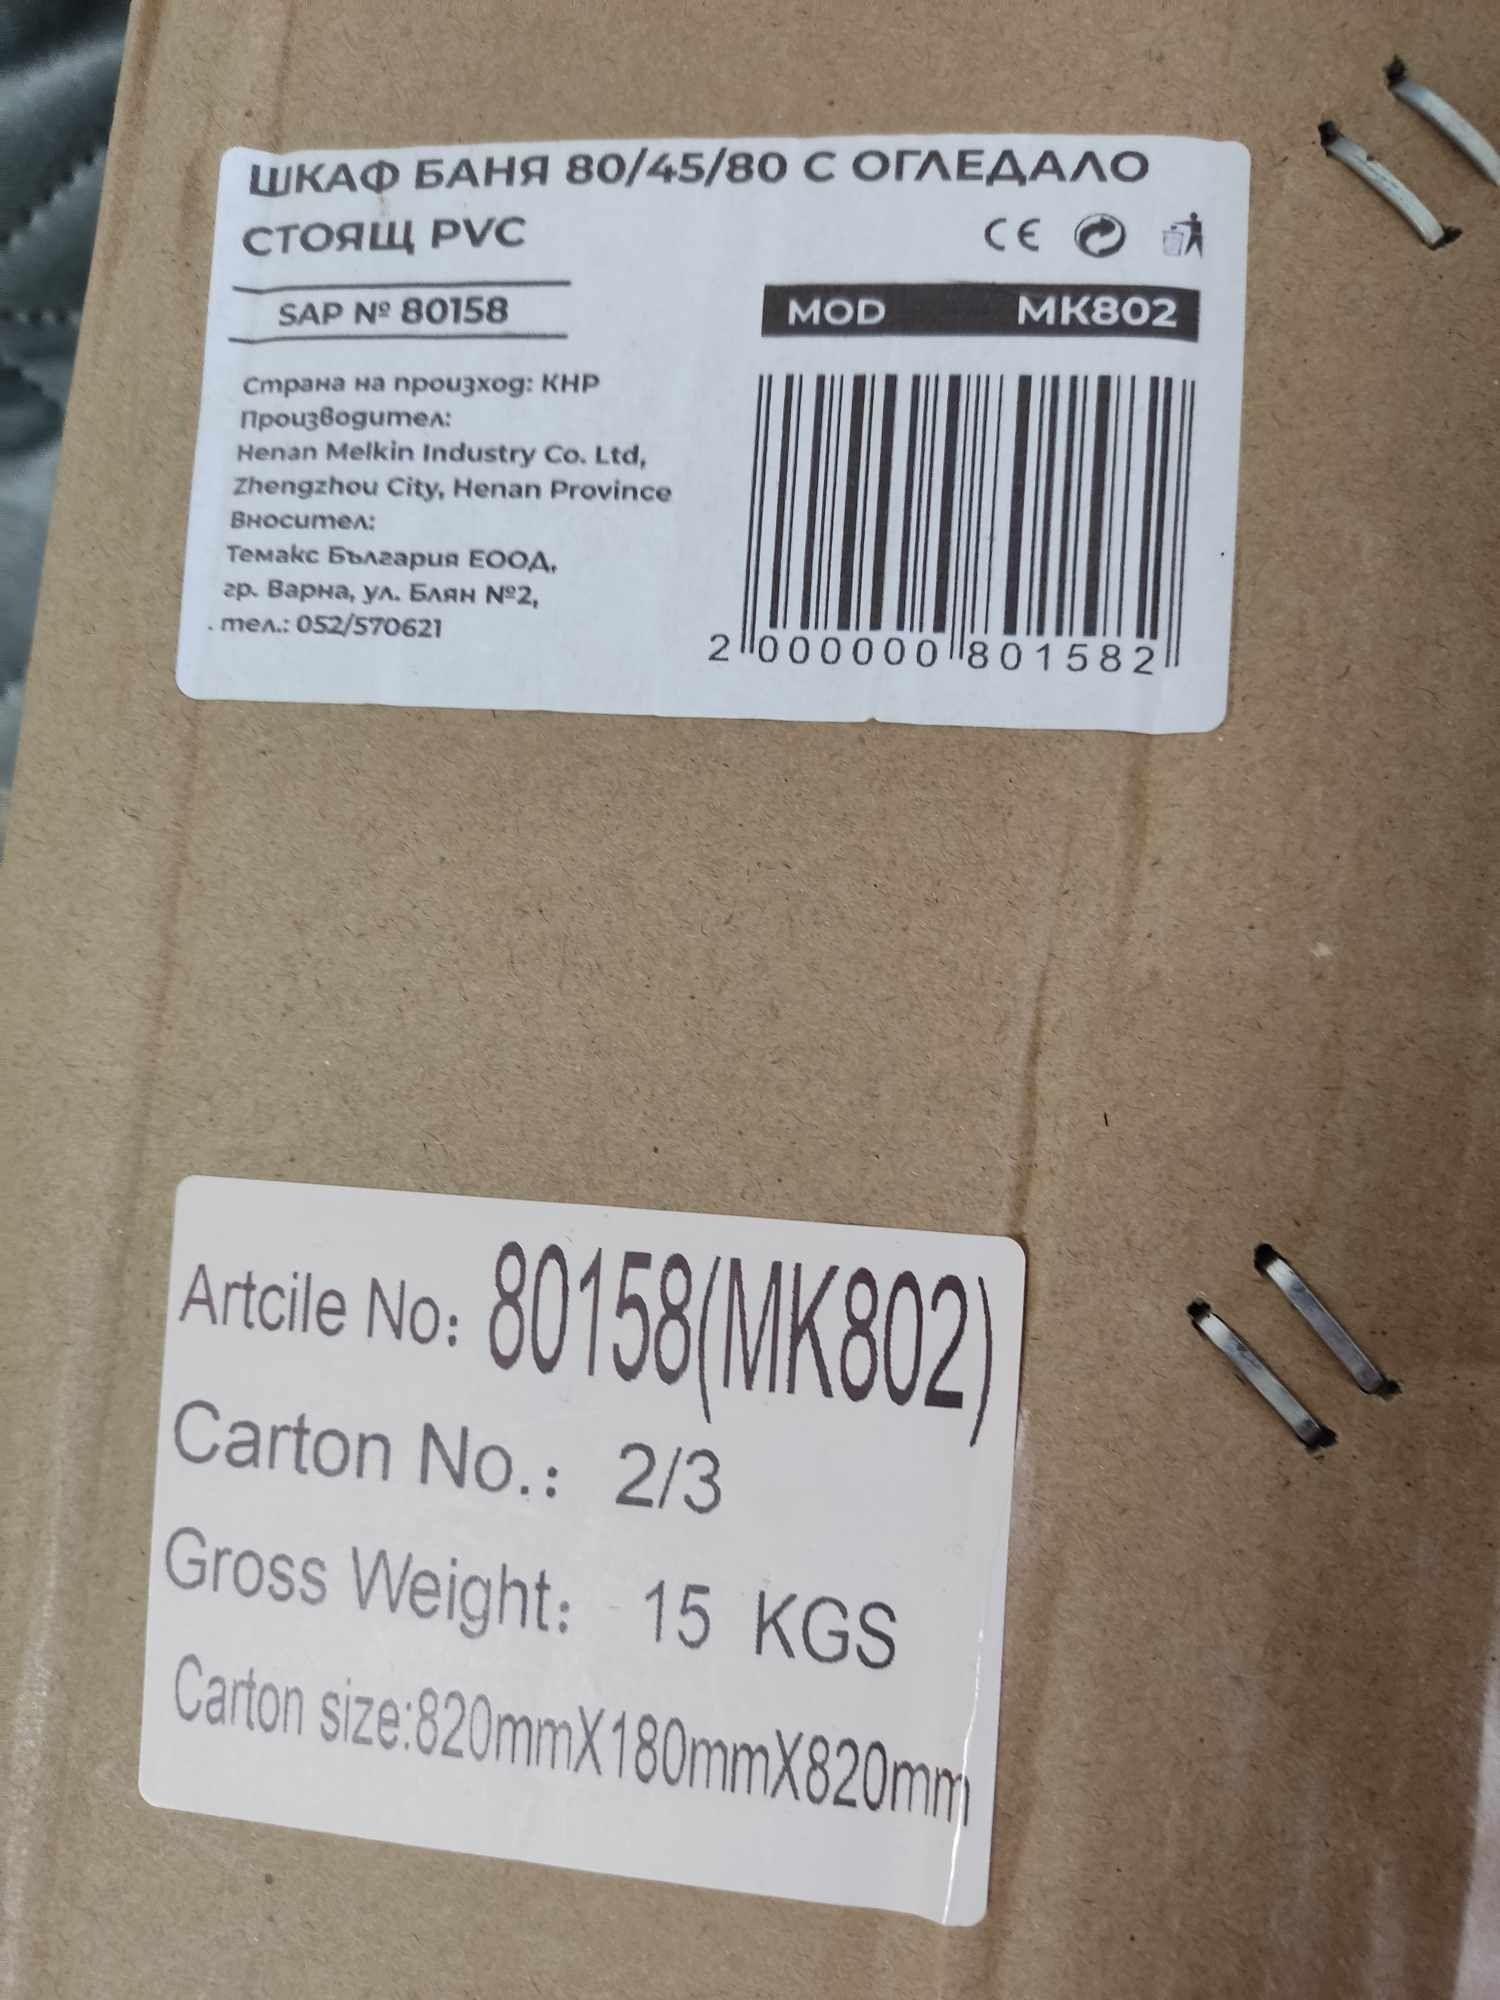 ШКАФ БАНЯ 80/45/80 С ОГЛЕДАЛО
СТОЯЩ PVC
CE
SAP № 80158
MOD MK802
Страна на произход: КНР
Производител:
Henan Melkin Industry Co. Ltd,
Zhengzhou City, Henan Province
Вносител:
Темакс България ЕООД,
гр. Варна, ул. Блян №2,
. тел.: 052/570621
2 000000 801582
Artcile No: 80158(MK802)
Carton No.: 2/3
Gross Weight: 15 KGS
Carton size:820mmX180mmX820mm